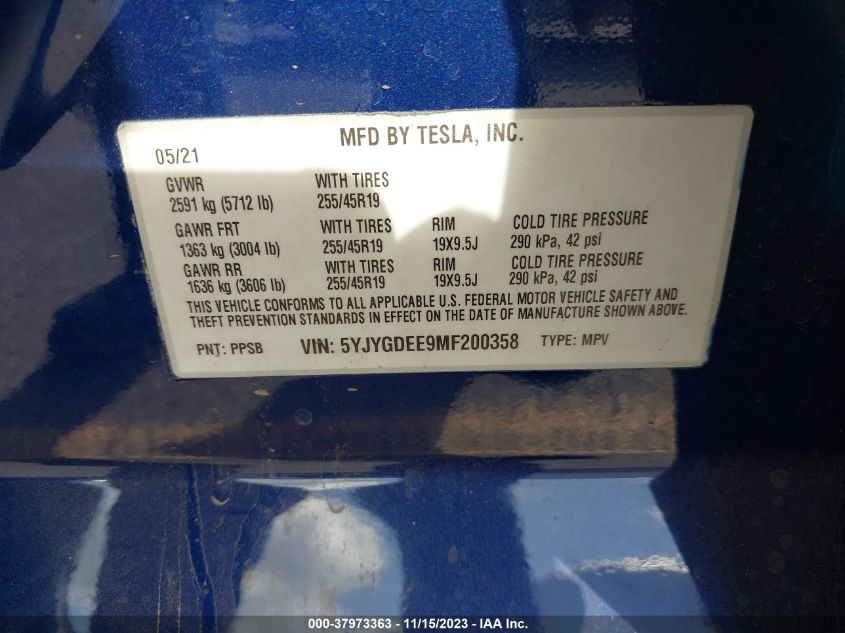 MFD BY TESLA, INC.
05/21
GVWR WITH TIRES
2591 kg (5712 lb) 255/45R19
GAWR FRT WITH TIRES RIM COLD TIRE PRESSURE
1363 kg (3004 lb) 255/45R19 19X9.5J 290 kPa, 42 psi
GAWR RR WITH TIRES RIM COLD TIRE PRESSURE
1636 kg (3606 lb) 255/45R19 19X9.5J 290 kPa, 42 psi
THIS VEHICLE CONFORMS TO ALL APPLICABLE U.S. FEDERAL MOTOR VEHICLE SAFETY AND
THEFT PREVENTION STANDARDS IN EFFECT ON THE DATE OF MANUFACTURE SHOWN ABOVE.
PNT: PPSB VIN: 5YJYGDEE9MF200358 TYPE: MPV
000-37973363 - 11/15/2023 - IAA Inc.